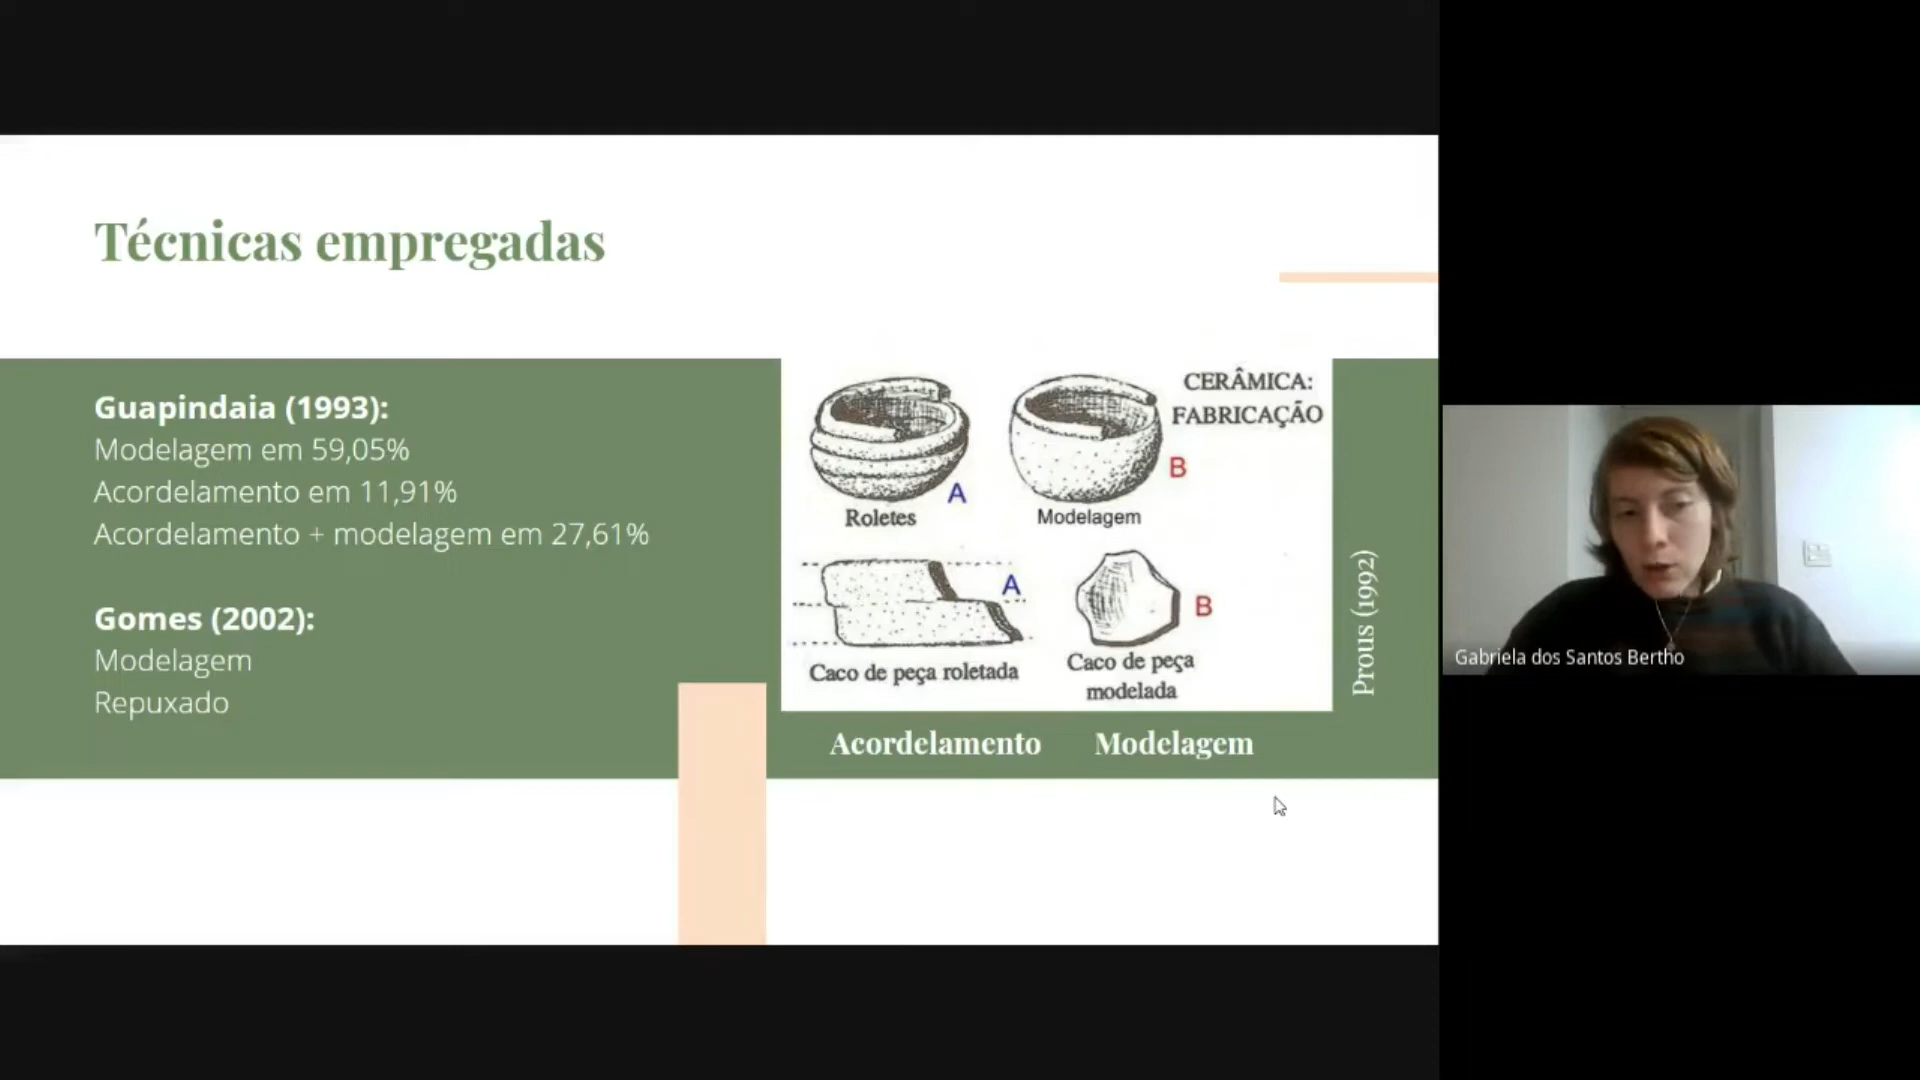 Técnicas empregadas
Guapindaia (1993):
Modelagem em 59,05%
Acordelamento em 11,91%
Acordelamento + modelagem em 27,61%
Gomes (2002):
Modelagem
Repuxado
CERÂMICA:
FABRICAÇÃO
A
B
Roletes
Modelagem
A
B
Caco de peça roletada
Caco de peça
modelada
Prous (1992)
Acordelamento
Modelagem
Gabriela dos Santos Bertho